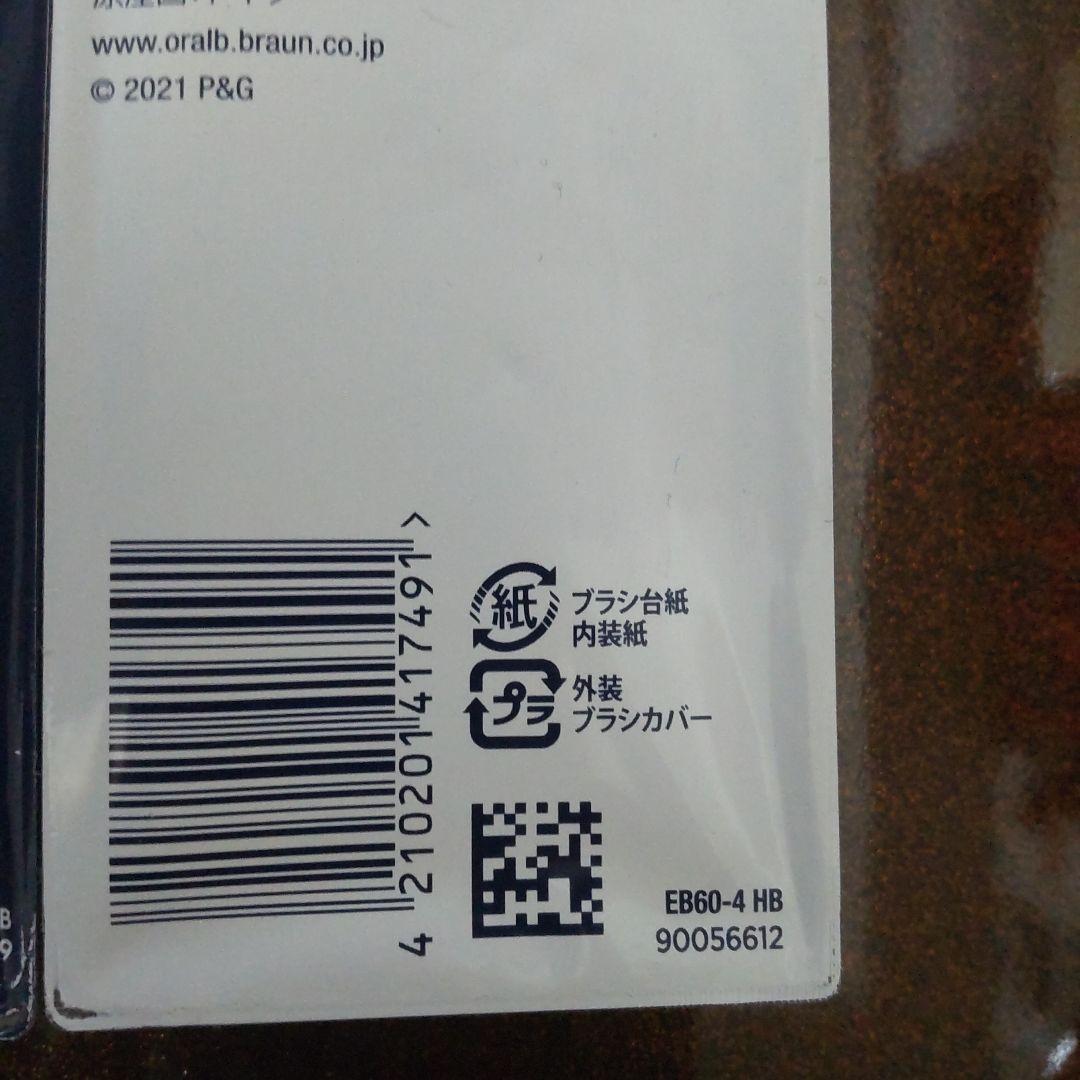 www.oralb.braun.co.jp
© 2021 P&G
4 210201 417491 >
紙
ブラシ台紙
内装紙
プラ
外装
ブラシカバー
EB60-4 HB
90056612
B
9